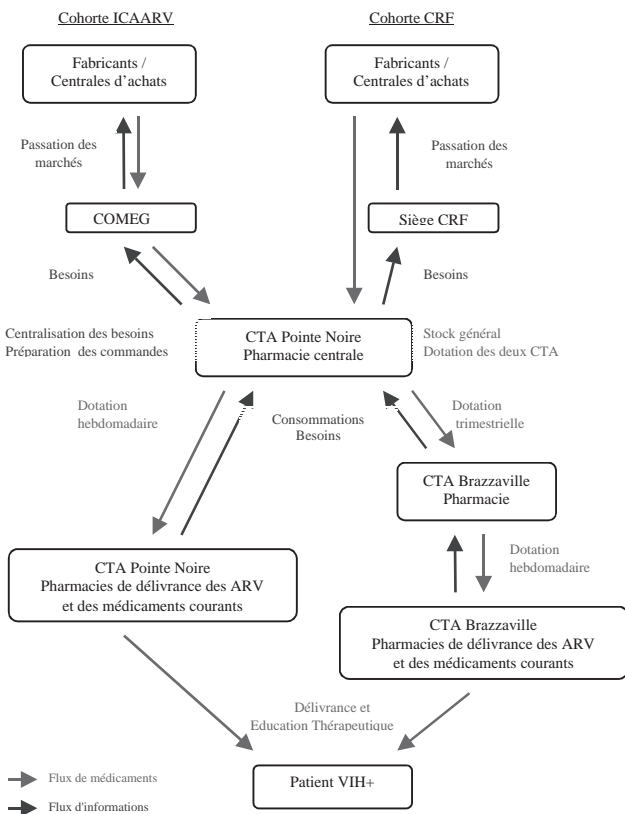 Cohorte ICAARV
Cohorte CRF
Fabricants /
Centrales d'achats
Fabricants /
Centrales d'achats
Passation des
marchés
Passation des
marchés
COMEG
Siège CRF
Besoins
Besoins
Centralisation des besoins
Préparation des commandes
CTA Pointe Noire
Pharmacie centrale
Stock général
Dotation des deux CTA
Dotation
hebdomadaire
Consommations
Besoins
Dotation
trimestrielle
CTA Brazzaville
Pharmacie
CTA Pointe Noire
Pharmacies de délivrance des ARV
et des médicaments courants
Dotation
hebdomadaire
CTA Brazzaville
Pharmacies de délivrance des ARV
et des médicaments courants
Délivrance et
Education Thérapeutique
Patient VIH+
Flux de médicaments
Flux d'informations